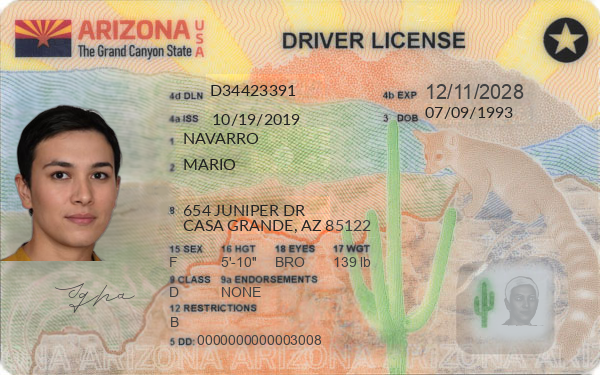 ARIZONA USA
The Grand Canyon State
DRIVER LICENSE
4d DLN D34423391 4b EXP 12/11/2028
4a ISS 10/19/2019 3 DOB 07/09/1993
1 NAVARRO
2 MARIO
8 654 JUNIPER DR
CASA GRANDE, AZ 85122
15 SEX 16 HGT 18 EYES 17 WGT
F 5'-10" BRO 139 lb
9 CLASS 9a ENDORSEMENTS
D NONE
12 RESTRICTIONS
B
5 DD: 0000000000003008
ARIZONA ARIZONA ARIZONA ARIZONA